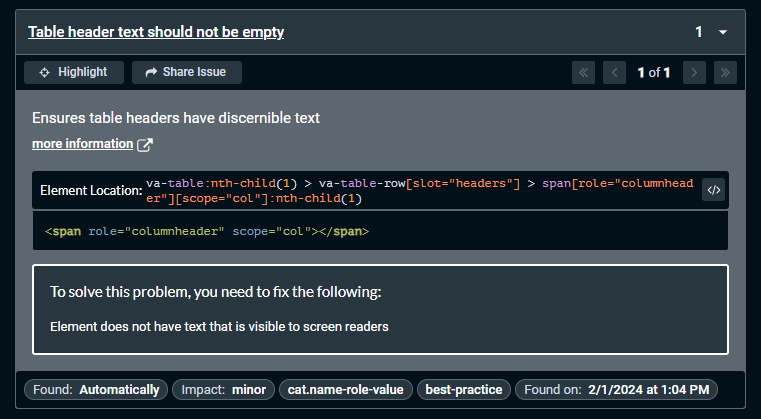 Table header text should not be empty 1
Highlight Share Issue 1 of 1
Ensures table headers have discernible text
more information
Element Location: va-table:nth-child(1) > va-table-row[slot="headers"] > span[role="columnhead
er"][scope="col"]:nth-child(1) </>
<span role="columnheader" scope="col"></span>
To solve this problem, you need to fix the following:
Element does not have text that is visible to screen readers
Found: Automatically Impact: minor cat.name-role-value best-practice Found on: 2/1/2024 at 1:04 PM